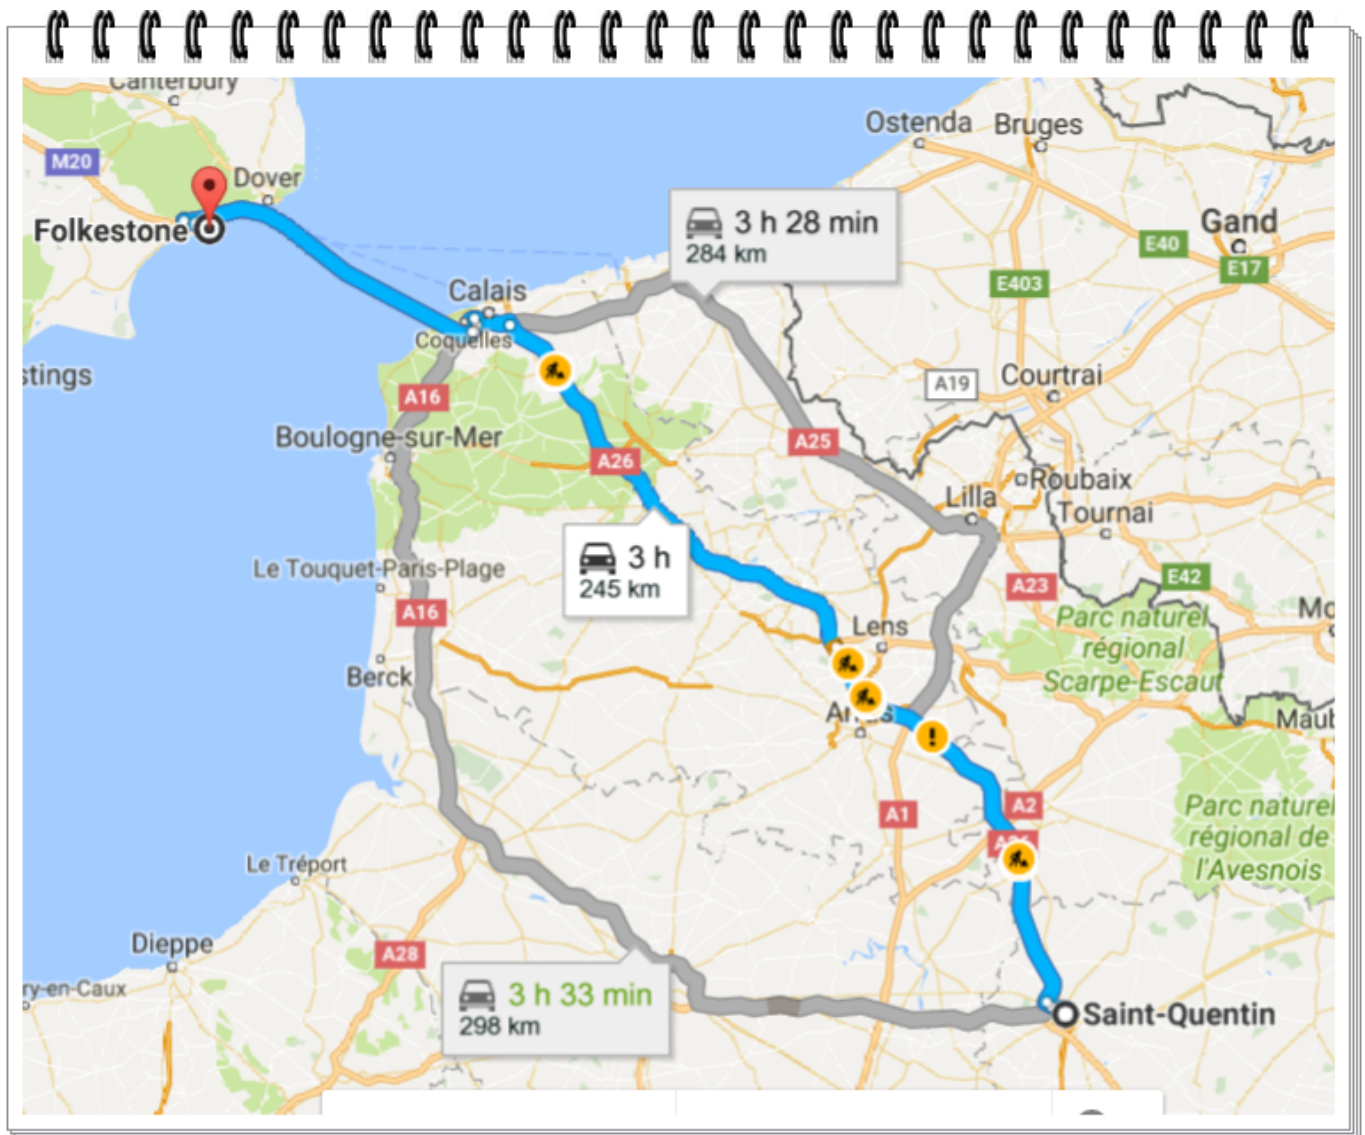 Canterbury
M20
Dover
Folkestone
Ostenda
Bruges
3 h 28 min
284 km
Gand
E40
E17
E403
Calais
Coquelles
stings
A16
A19
Courtrai
Boulogne-sur-Mer
A26
A25
Roubaix
Lilla
Tournai
3 h
245 km
Le Touquet-Paris-Plage
A16
A23
E42
Mo
Parc naturel
régional
Scarpe-Escaut
Lens
Berck
Maub
A1
A2
Parc naturel
régional de
l'Avesnois
Le Tréport
Dieppe
A28
ry-en-Caux
3 h 33 min
298 km
Saint-Quentin